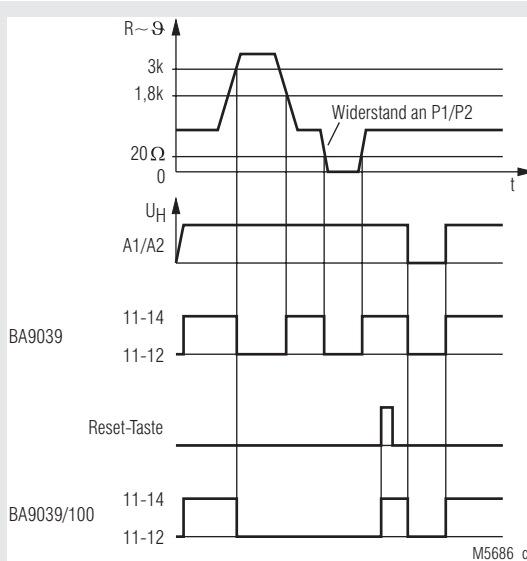 R~ϑ
3k
1,8k
Widerstand an P1/P2
20 Ω
0
t
UH
A1/A2
11-14
BA9039
11-12
Reset-Taste
11-14
BA9039/100
11-12
M5686